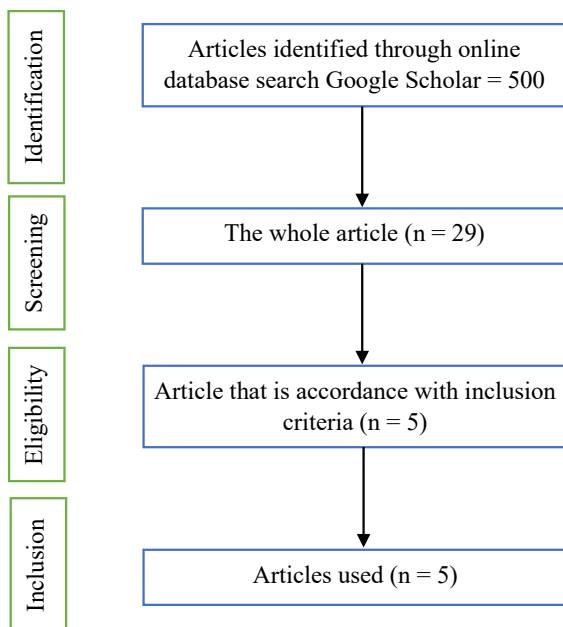 Identification
Articles identified through online
database search Google Scholar = 500
Screening
The whole article (n = 29)
Eligibility
Article that is accordance with inclusion
criteria (n = 5)
Inclusion
Articles used (n = 5)